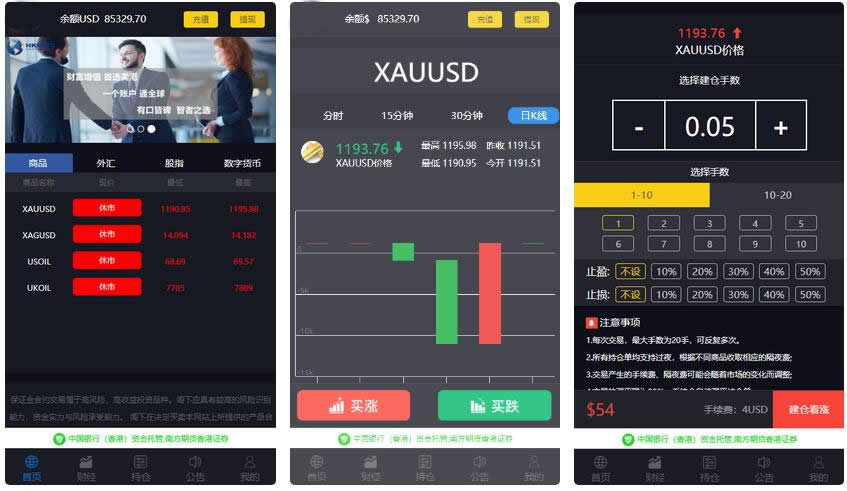 余额USD 85329.70 充值 提现
财富增值 首选美港
一个账户 通全球
有口皆碑 智者之选
商品 外汇 股指 数字货币
商品名称 现价 最低 最高
XAUUSD 休市 1190.95 1195.98
XAGUSD 休市 14.094 14.182
USOIL 休市 68.69 69.57
UKOIL 休市 7705 7809
保证金合约交易属于高风险、高收益投资品种。阁下应具有较高的风险识别
能力、资金实力与风险承受能力。阁下在决定买卖本网站上所提供的产品合
中国银行（香港）资金托管,南方期货香港证券
首页 财经 持仓 公告 我的
余额$ 85329.70 充值 提现
XAUUSD
分时 15分钟 30分钟 日K线
1193.76 最高 1195.98 昨收 1191.51
XAUUSD价格 最低 1190.95 今开 1191.51
0
-5k
-10k
-15k
买涨 买跌
中国银行（香港）资金托管,南方期货香港证券
首页 财经 持仓 公告 我的
1193.76
XAUUSD价格
选择建仓手数
- 0.05 +
选择手数
1-10 10-20
1 2 3 4 5
6 7 8 9 10
止盈: 不设 10% 20% 30% 40% 50%
止损: 不设 10% 20% 30% 40% 50%
注意事项
1.每次交易，最大手数为20手，可反复多次。
2.所有持仓单均支持过夜，根据不同商品收取相应的隔夜费;
3.交易产生的手续费、隔夜费可能会随着市场的变化而调整;
$54 手续费：4USD 建仓看涨
中国银行（香港）资金托管,南方期货香港证券
首页 财经 持仓 公告 我的